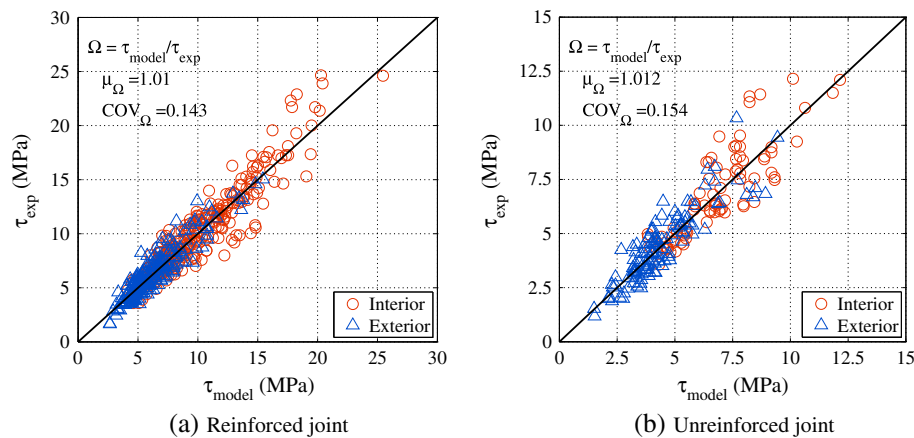 Ω = τmodel/τexp
μΩ=1.01
COVΩ=0.143
30
25
20
15
10
5
0
τexp (MPa)
0 5 10 15 20 25 30
τmodel (MPa)
Interior
Exterior
(a) Reinforced joint
Ω = τmodel/τexp
μΩ=1.012
COVΩ=0.154
15
12.5
10
7.5
5
2.5
0
τexp (MPa)
0 2.5 5 7.5 10 12.5 15
τmodel (MPa)
Interior
Exterior
(b) Unreinforced joint